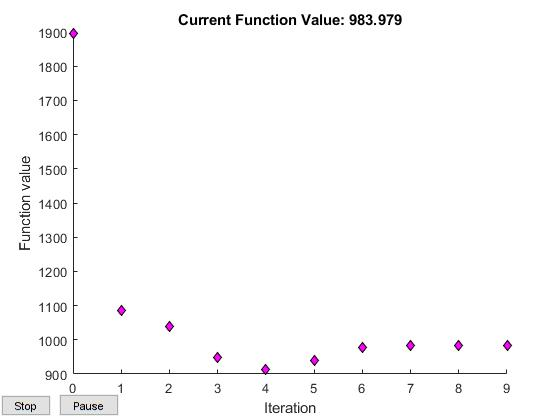 Current Function Value: 983.979
1900
1800
1700
1600
1500
1400
1300
1200
1100
1000
900
Function value
0 1 2 3 4 5 6 7 8 9
Iteration
Stop Pause